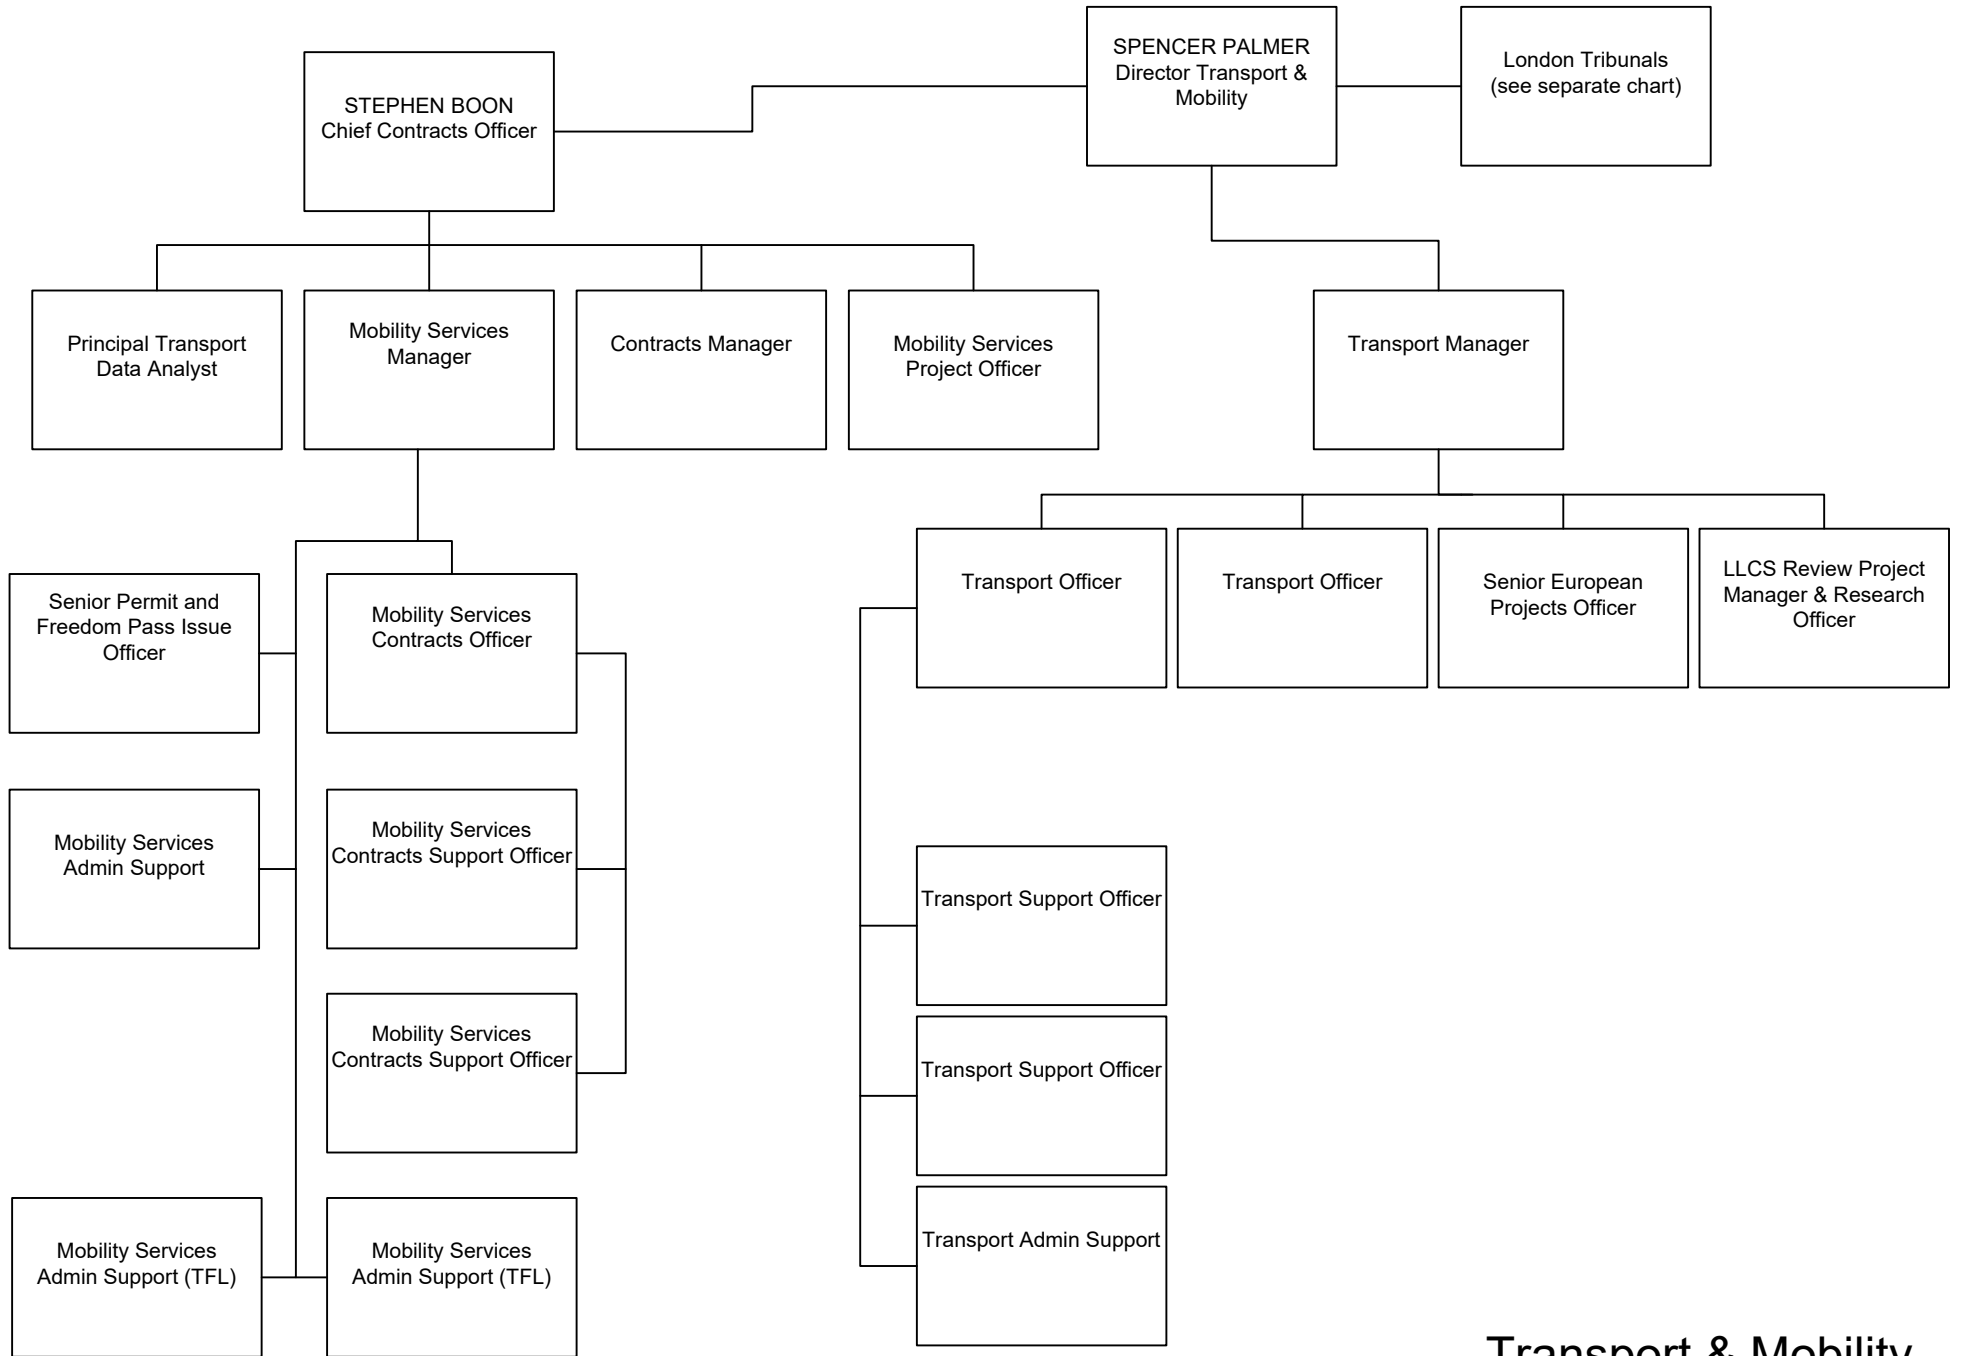 SPENCER PALMER
Director Transport &
Mobility
London Tribunals
(see separate chart)
STEPHEN BOON
Chief Contracts Officer
Principal Transport
Data Analyst
Mobility Services
Manager
Contracts Manager
Mobility Services
Project Officer
Transport Manager
Senior Permit and
Freedom Pass Issue
Officer
Mobility Services
Contracts Officer
Transport Officer
Transport Officer
Senior European
Projects Officer
LLCS Review Project
Manager & Research
Officer
Mobility Services
Admin Support
Mobility Services
Contracts Support Officer
Transport Support Officer
Mobility Services
Contracts Support Officer
Transport Support Officer
Mobility Services
Admin Support (TFL)
Mobility Services
Admin Support (TFL)
Transport Admin Support
Transport & Mobility